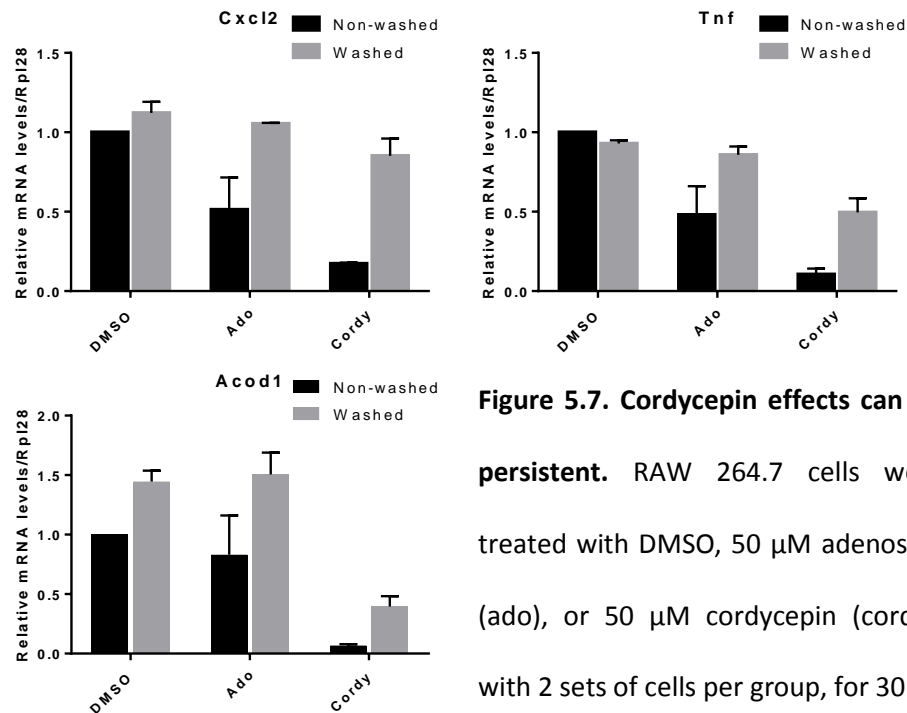 Cxcl2
Non-washed
Washed
Relative mRNA levels/Rpl28
1.5
1.0
0.5
0.0
DMSO
Ado
Cordy
Tnf
Non-washed
Washed
Relative mRNA levels/Rpl28
1.5
1.0
0.5
0.0
DMSO
Ado
Cordy
Acod1
Non-washed
Washed
Relative mRNA levels/Rpl28
2.0
1.5
1.0
0.5
0.0
DMSO
Ado
Cordy
Figure 5.7. Cordycepin effects can
persistent. RAW 264.7 cells
treated with DMSO, 50 μM
(ado), or 50 μM cordycepin
with 2 sets of cells per group, for 30